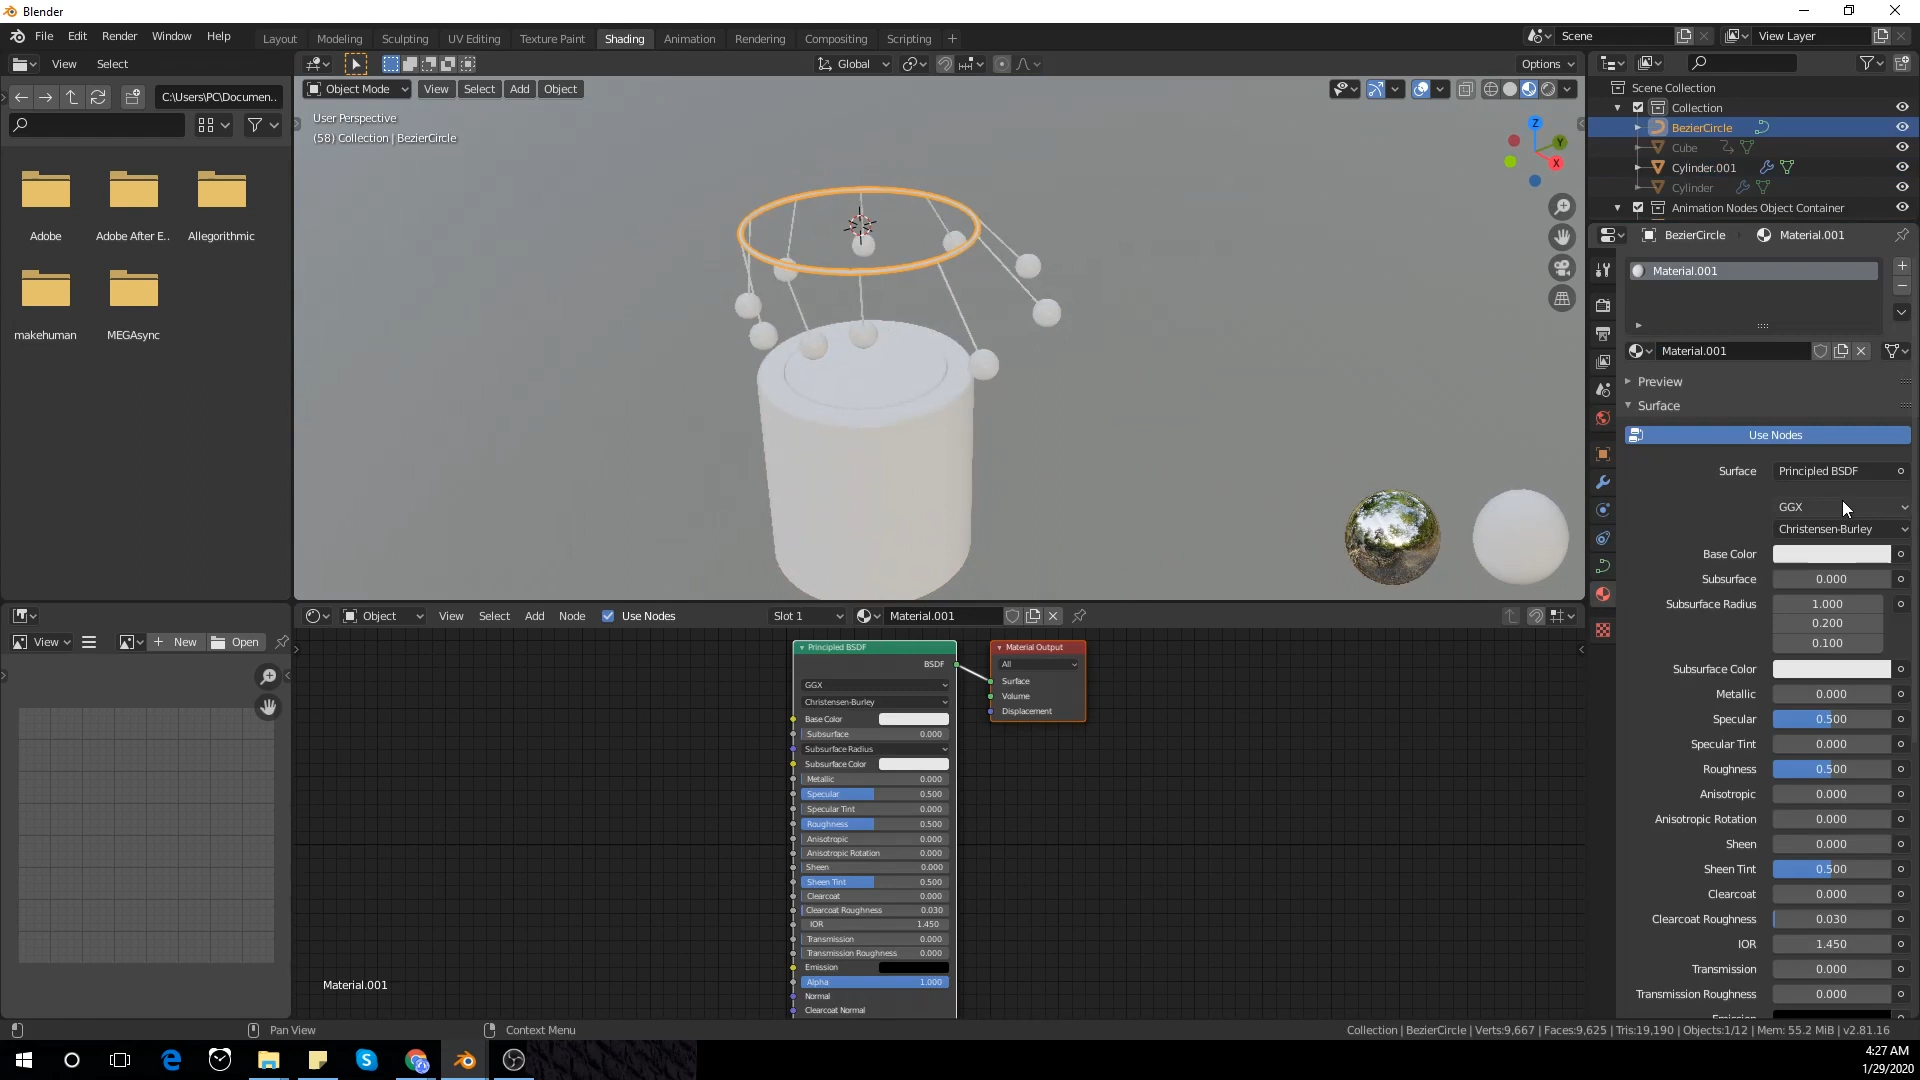 Blender
File Edit Render Window Help
Layout Modeling Sculpting UV Editing Texture Paint Shading Animation Rendering Compositing Scripting
Scene View Layer
View Select
Global
Options
C:\Users\PC\Documen..
Object Mode View Select Add Object
User Perspective
(58) Collection | BezierCircle
Z
Y
X
Adobe
Adobe After E..
Allegorithmic
makehuman
MEGAsync
Scene Collection
Collection
BezierCircle
Cube
Cylinder.001
Cylinder
Animation Nodes Object Container
BezierCircle Material.001
Material.001
Material.001
Preview
Surface
Use Nodes
Surface Principled BSDF
GGX
Christensen-Burley
Base Color
Subsurface 0.000
Subsurface Radius 1.000
0.200
0.100
Subsurface Color
Metallic 0.000
Specular 0.500
Specular Tint 0.000
Roughness 0.500
Anisotropic 0.000
Anisotropic Rotation 0.000
Sheen 0.000
Sheen Tint 0.500
Clearcoat 0.000
Clearcoat Roughness 0.030
IOR 1.450
Transmission 0.000
Transmission Roughness 0.000
View New Open
Object View Select Add Node Use Nodes Slot 1 Material.001
Principled BSDF
BSDF
GGX
Christensen-Burley
Base Color
Subsurface 0.000
Subsurface Radius
Subsurface Color
Metallic 0.000
Specular 0.500
Specular Tint 0.000
Roughness 0.500
Anisotropic 0.000
Anisotropic Rotation 0.000
Sheen 0.000
Sheen Tint 0.500
Clearcoat 0.000
Clearcoat Roughness 0.030
IOR 1.450
Transmission 0.000
Transmission Roughness 0.000
Emission
Alpha 1.000
Normal
Clearcoat Normal
Material Output
All
Surface
Volume
Displacement
Material.001
Pan View Context Menu
Collection | BezierCircle | Verts:9,667 | Faces:9,625 | Tris:19,190 | Objects:1/12 | Mem: 55.2 MiB | v2.81.16
4:27 AM
1/29/2020